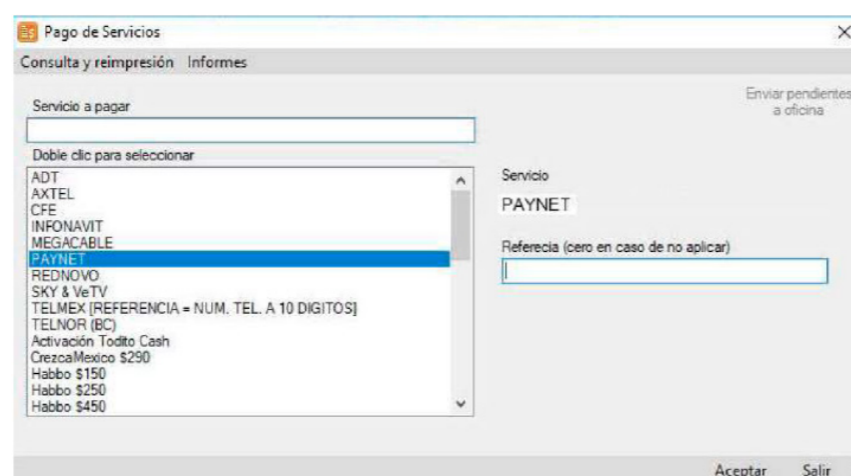 Pago de Servicios
Consulta y reimpresión Informes
Enviar pendientes
a oficina
Servicio a pagar
Doble clic para seleccionar
ADT
AXTEL
CFE
INFONAVIT
MEGACABLE
PAYNET
REDNOVO
SKY & VeTV
TELMEX [REFERENCIA = NUM. TEL. A 10 DIGITOS]
TELNOR (BC)
Activación Todito Cash
CrezcaMexico $290
Habbo $150
Habbo $250
Habbo $450
Servicio
PAYNET
Referecia (cero en caso de no aplicar)
Aceptar Salir